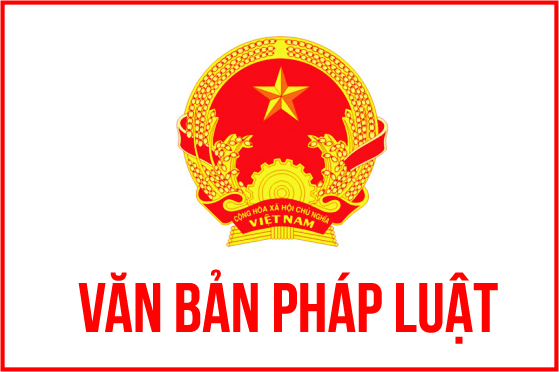 CỘNG HÒA XÃ HỘI CHỦ NGHĨA
VIỆT NAM
VĂN BẢN PHÁP LUẬT